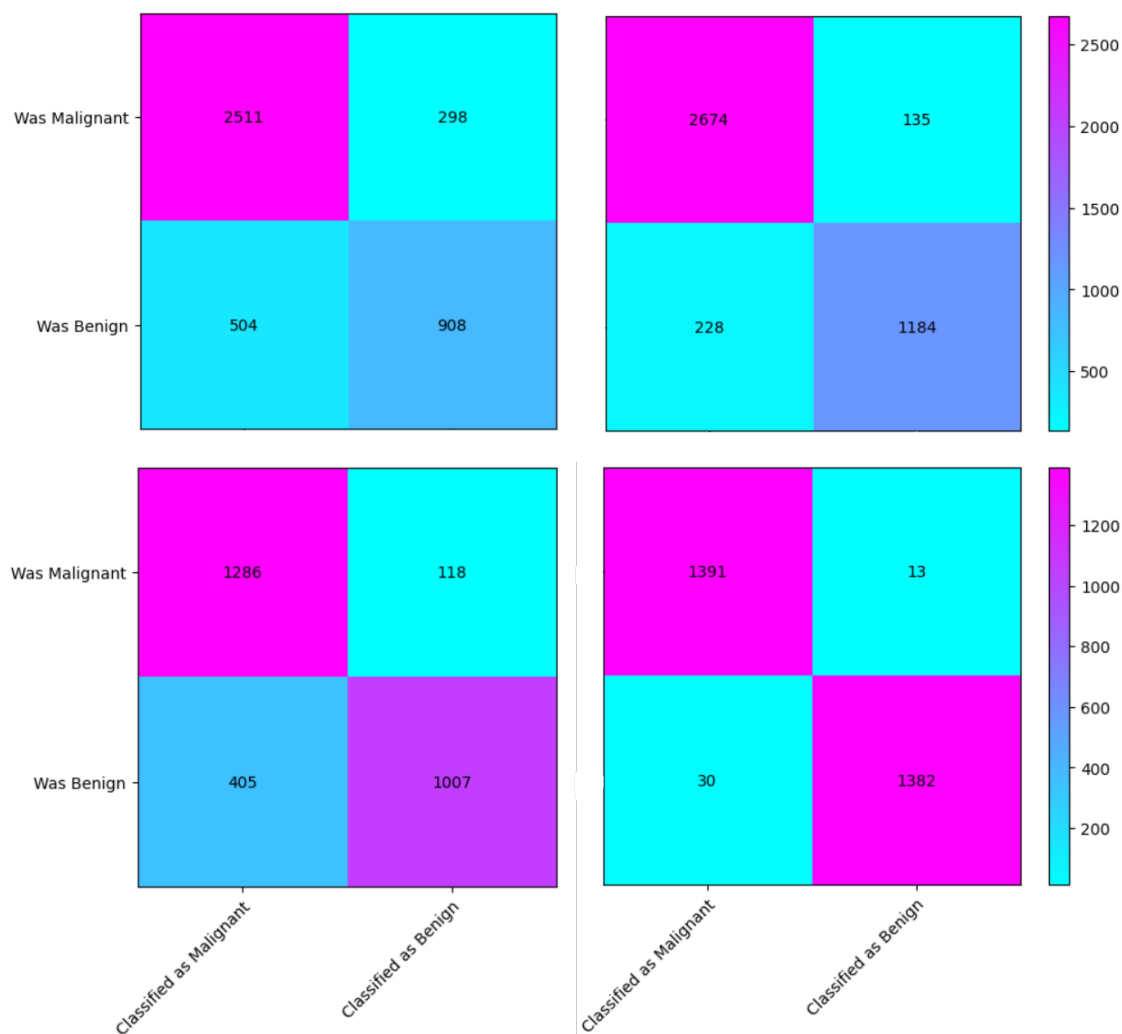 2511 298
Was Malignant
504 908
Was Benign
2674 135
228 1184
2500
2000
1500
1000
500
1286 118
Was Malignant
405 1007
Was Benign
Classified as Malignant
Classified as Benign
1391 13
30 1382
Classified as Malignant
Classified as Benign
1200
1000
800
600
400
200